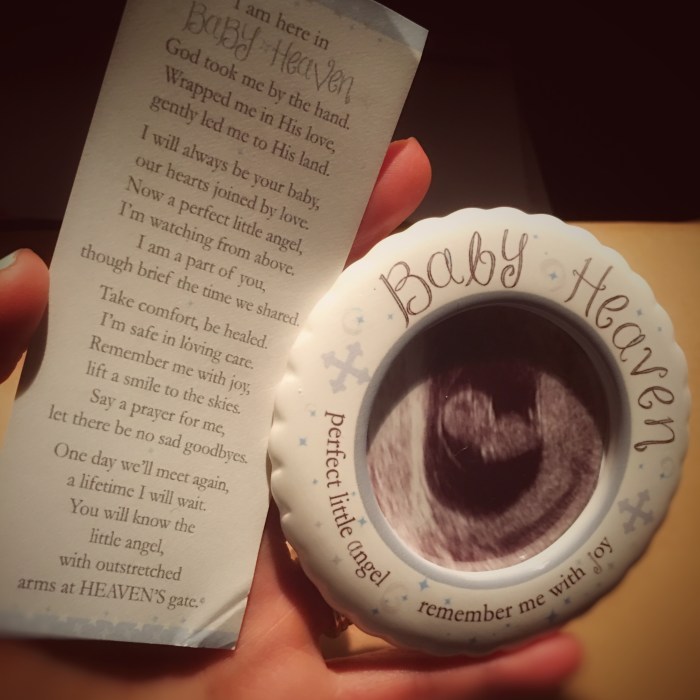 I am here in
Baby Heaven
God took me by the hand.
Wrapped me in His love,
gently led me to His land.
I will always be your baby,
our hearts joined by love.
Now a perfect little angel,
I'm watching from above.
I am a part of you,
though brief the time we shared.
Take comfort, be healed.
I'm safe in loving care.
Remember me with joy,
lift a smile to the skies.
Say a prayer for me,
let there be no sad goodbyes.
One day we'll meet again,
a lifetime I will wait.
You will know the
little angel,
with outstretched
arms at HEAVEN'S gate.
Baby Heaven
perfect little angel
remember me with joy